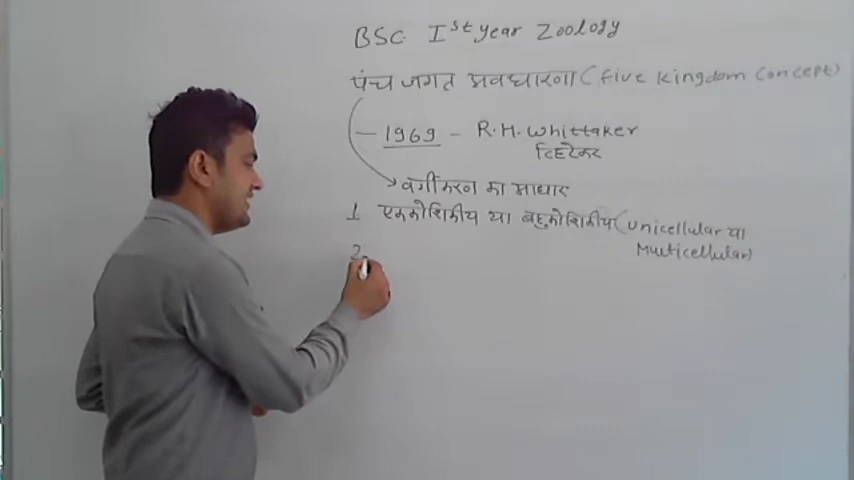 BSC Ist year Zoology
पंच जगत अवधारणा (five kingdom concept)
— 1969 - R.H. Whittaker
व्हिटेकर
वर्गीकरण का आधार
1 एककोशिकीय या बहुकोशिकीय (unicellular या
Multicellular)
2